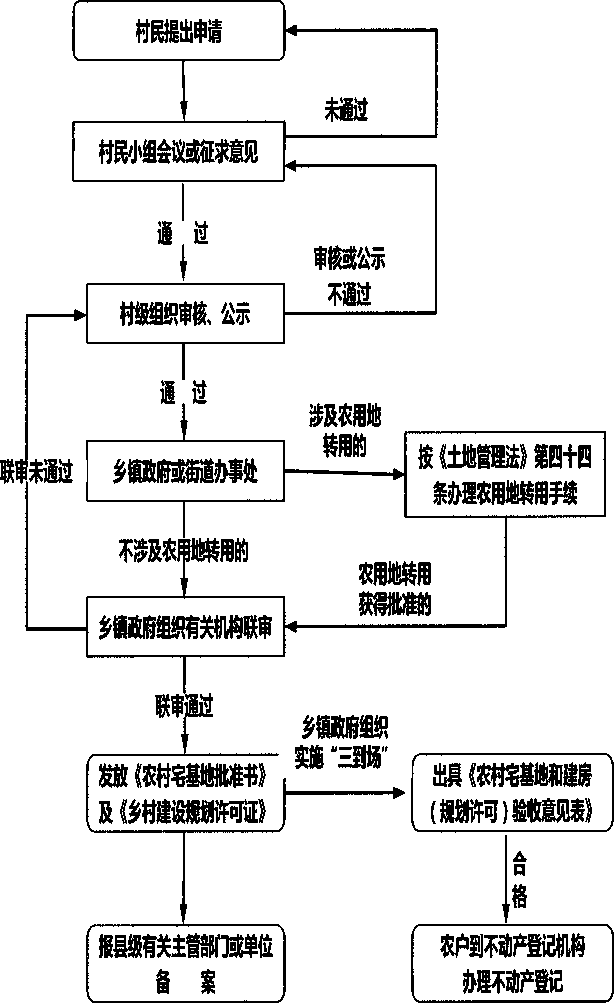 村民提出申请
未通过
村民小组会议或征求意见
通 过
审核或公示
不通过
村级组织审核、公示
通 过
涉及农用地
转用的
联审未通过
乡镇政府或街道办事处
按《土地管理法》第四十四
条办理农用地转用手续
不涉及农用地转用的
农用地转用
获得批准的
乡镇政府组织有关机构联审
联审通过
乡镇政府组织
实施“三到场”
发放《农村宅基地批准书》
及《乡村建设规划许可证》
出具《农村宅基地和建房
（规划许可）验收意见表》
合
格
报县级有关主管部门或单位
备 案
农户到不动产登记机构
办理不动产登记